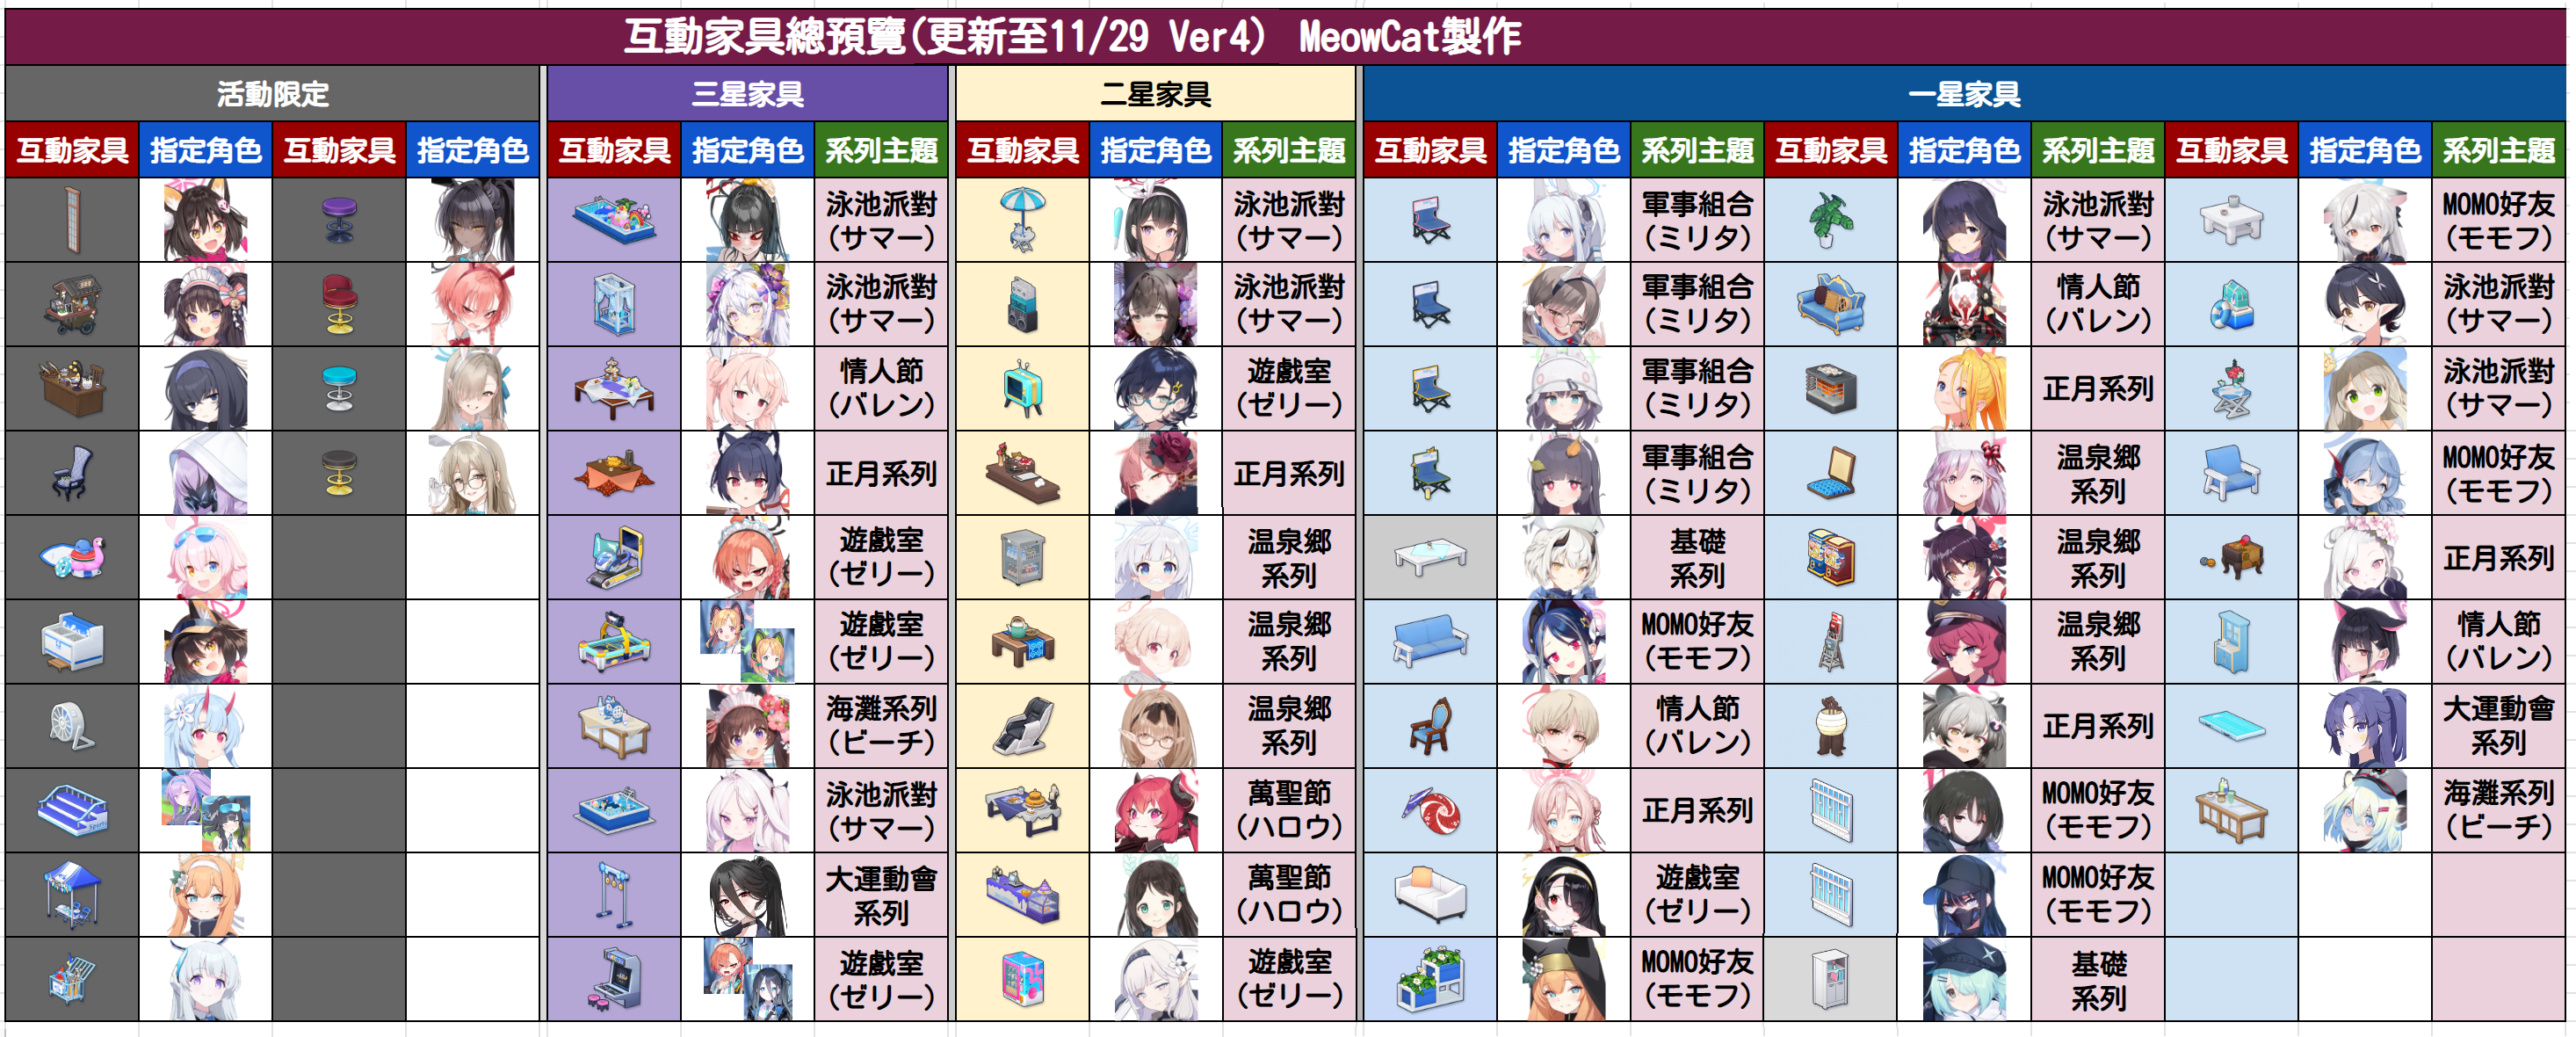 互動家具總預覽(更新至11/29 Ver4) MeowCat製作
活動限定 三星家具 二星家具 一星家具
互動家具 指定角色 互動家具 指定角色 互動家具 指定角色 系列主題 互動家具 指定角色 系列主題 互動家具 指定角色 系列主題 互動家具 指定角色 系列主題 互動家具 指定角色 系列主題
泳池派對 泳池派對 軍事組合 泳池派對 MOMO好友
(サマー) (サマー) (ミリタ) (サマー) (モモフ)
泳池派對 泳池派對 軍事組合 情人節 泳池派對
(サマー) (サマー) (ミリタ) (バレン) (サマー)
情人節 遊戲室 軍事組合 正月系列 泳池派對
(バレン) (ゼリー) (ミリタ) (サマー)
正月系列 正月系列 軍事組合 温泉郷 MOMO好友
(ミリタ) 系列 (モモフ)
遊戲室 温泉郷 基礎 温泉郷 正月系列
(ゼリー) 系列 系列 系列
遊戲室 温泉郷 MOMO好友 温泉郷 情人節
(ゼリー) 系列 (モモフ) 系列 (バレン)
海灘系列 温泉郷 情人節 正月系列 大運動會
(ビーチ) 系列 (バレン) 系列
泳池派對 萬聖節 正月系列 MOMO好友 海灘系列
(サマー) (ハロウ) (モモフ) (ビーチ)
大運動會 萬聖節 遊戲室 MOMO好友
系列 (ハロウ) (ゼリー) (モモフ)
遊戲室 遊戲室 MOMO好友 基礎
(ゼリー) (ゼリー) (モモフ) 系列